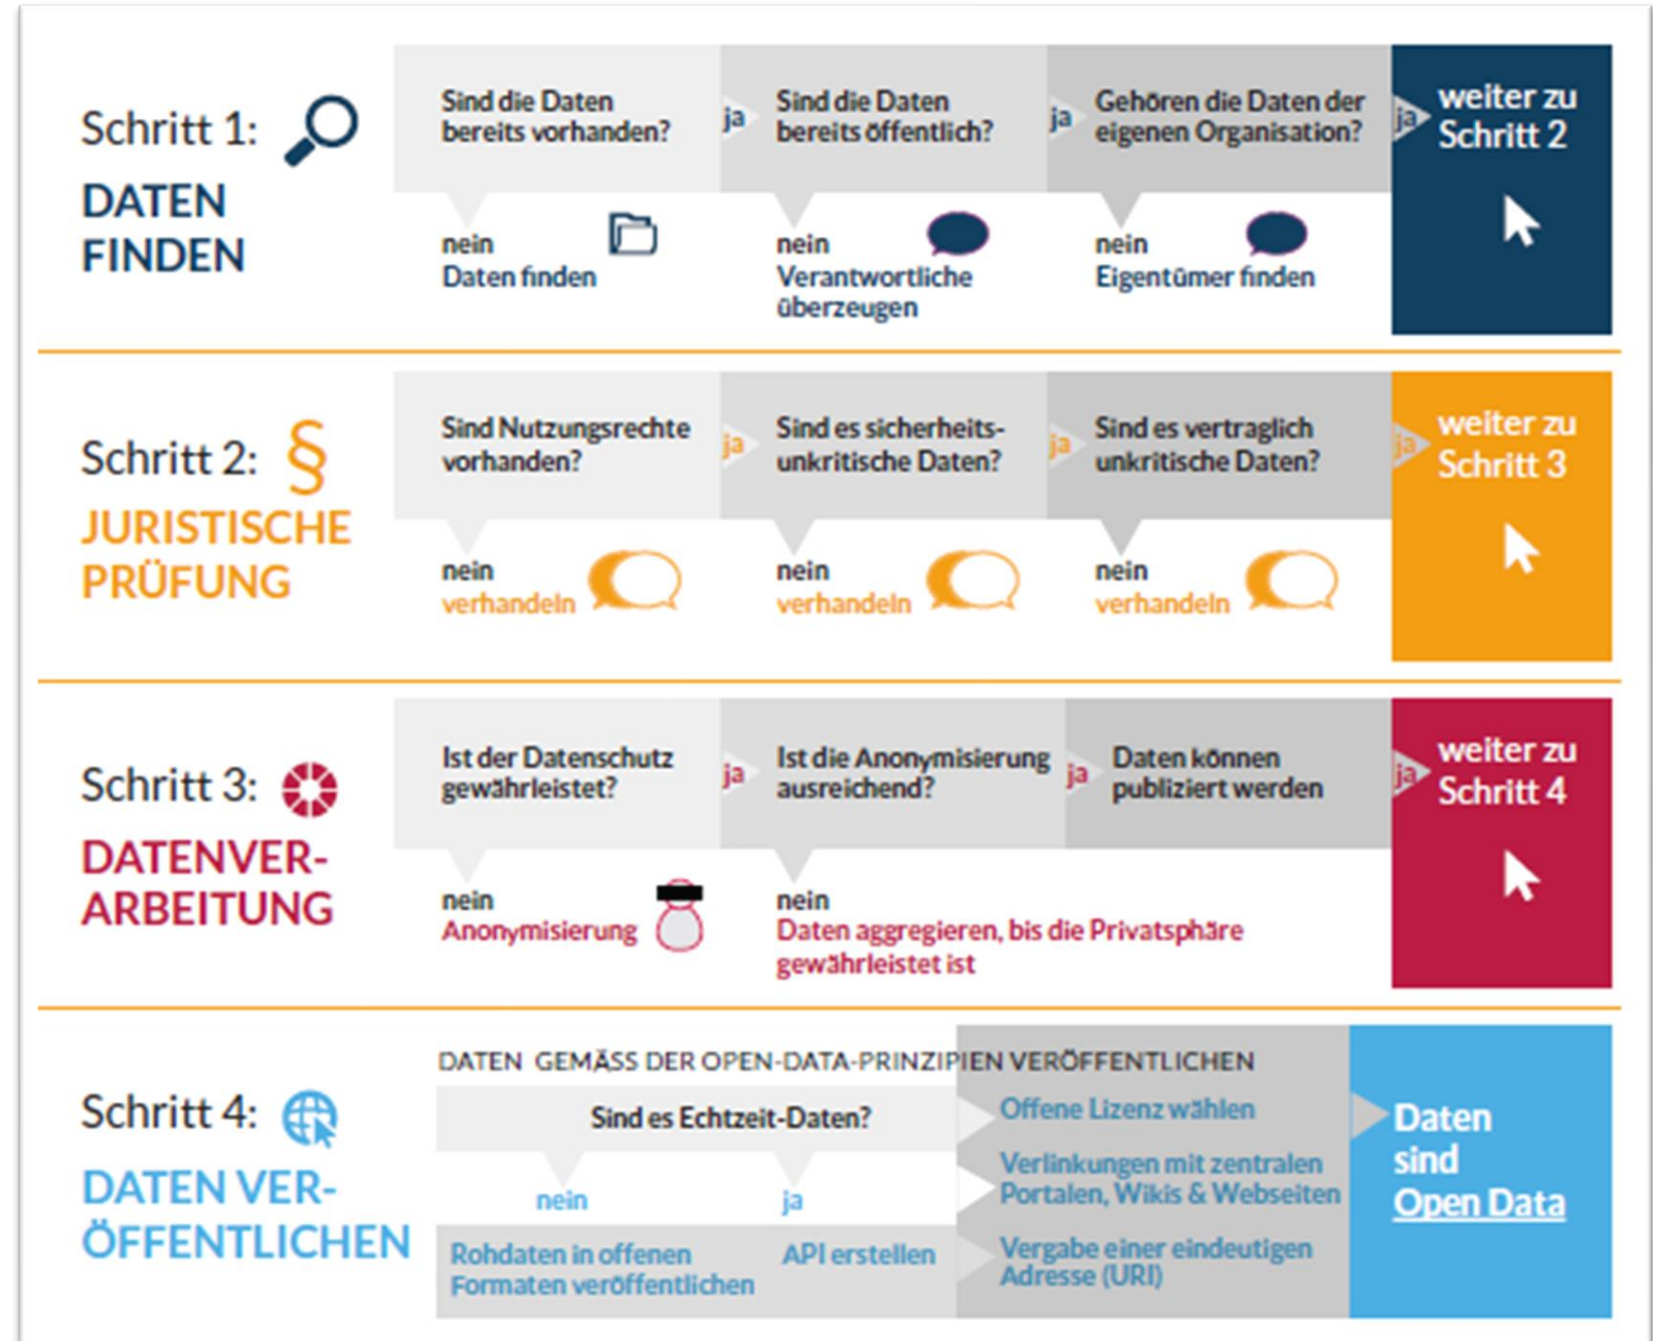 Schritt 1:
DATEN
FINDEN
Sind die Daten
bereits vorhanden?
ja
Sind die Daten
bereits öffentlich?
ja
Gehören die Daten der
eigenen Organisation?
ja
weiter zu
Schritt 2
nein
Daten finden
nein
Verantwortliche
überzeugen
nein
Eigentümer finden
Schritt 2:
§
JURISTISCHE
PRÜFUNG
Sind Nutzungsrechte
vorhanden?
ja
Sind es sicherheits-
unkritische Daten?
ja
Sind es vertraglich
unkritische Daten?
ja
weiter zu
Schritt 3
nein
verhandeln
nein
verhandeln
nein
verhandeln
Schritt 3:
DATENVER-
ARBEITUNG
Ist der Datenschutz
gewährleistet?
ja
Ist die Anonymisierung
ausreichend?
ja
Daten können
publiziert werden
ja
weiter zu
Schritt 4
nein
Anonymisierung
nein
Daten aggregieren, bis die Privatsphäre
gewährleistet ist
Schritt 4:
DATEN VER-
ÖFFENTLICHEN
DATEN GEMÄSS DER OPEN-DATA-PRINZIPIEN VERÖFFENTLICHEN
Sind es Echtzeit-Daten?
nein
ja
Rohdaten in offenen
Formaten veröffentlichen
API erstellen
Offene Lizenz wählen
Verlinkungen mit zentralen
Portalen, Wikis & Webseiten
Vergabe einer eindeutigen
Adresse (URI)
Daten
sind
Open Data